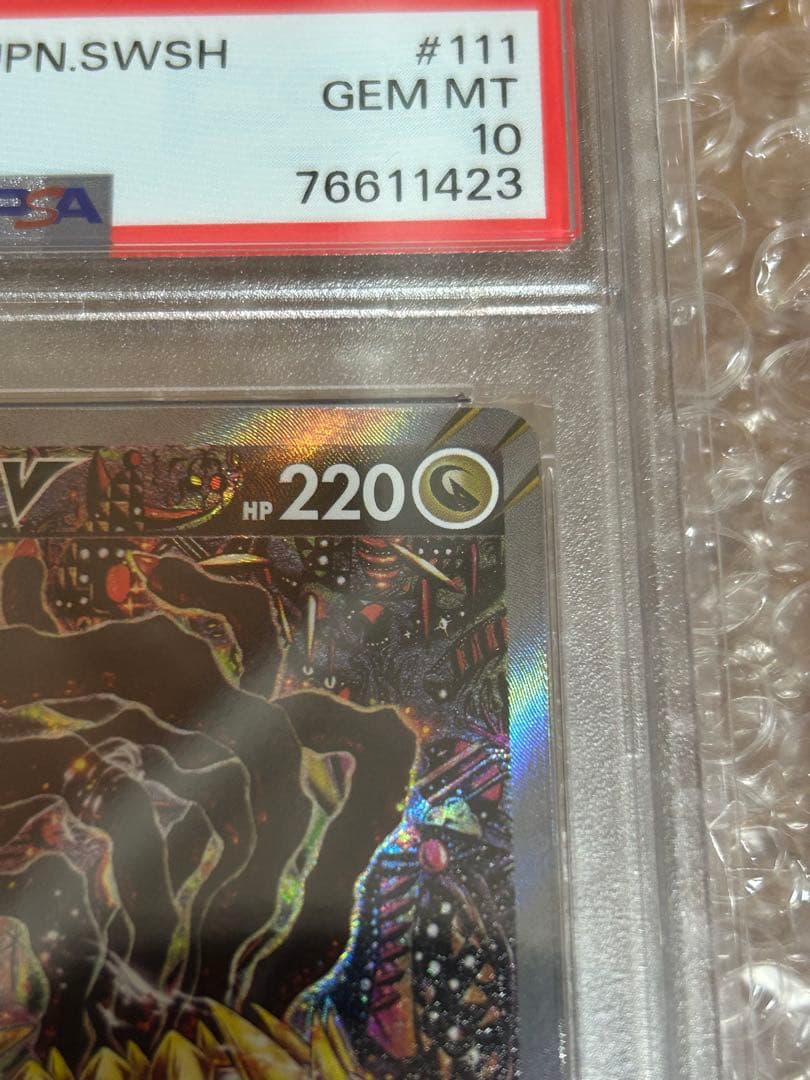 JPN.SWSH #111
GEM MT
10
PSA 76611423
V HP 220